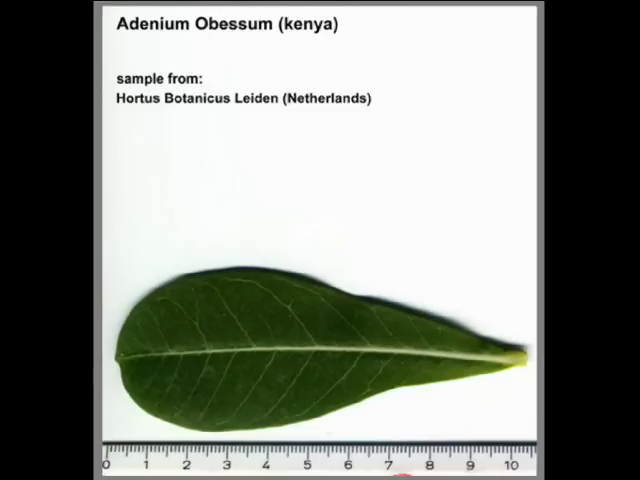 Adenium Obessum (kenya)
sample from:
Hortus Botanicus Leiden (Netherlands)
0 1 2 3 4 5 6 7 8 9 10